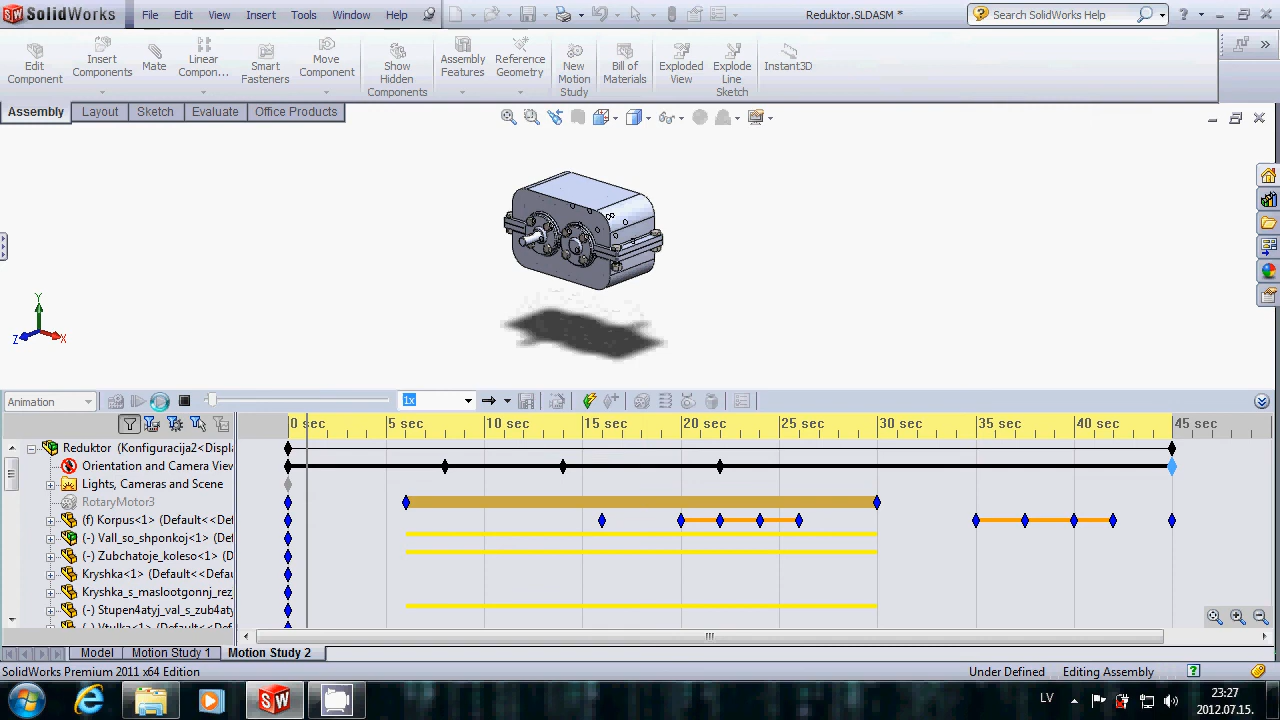 SolidWorks File Edit View Insert Tools Window Help Reduktor.SLDASM * Search SolidWorks Help
Edit Component
Insert Components
Mate
Linear Compon...
Smart Fasteners
Move Component
Show Hidden Components
Assembly Features
Reference Geometry
New Motion Study
Bill of Materials
Exploded View
Explode Line Sketch
Instant3D
Assembly Layout Sketch Evaluate Office Products
Y
Z X
Animation 1x
0 sec 5 sec 10 sec 15 sec 20 sec 25 sec 30 sec 35 sec 40 sec 45 sec
Reduktor (Konfiguracija2<Displ
Orientation and Camera View
Lights, Cameras and Scene
RotaryMotor3
(f) Korpus<1> (Default<<Def
(-) Vall_so_shponkoj<1> (Def
(-) Zubchatoje_koleso<1> (D
Kryshka<1> (Default<<Defau
Kryshka_s_maslootgonnj_rez
(-) Stupen4atyj_val_s_zub4aty
(-) Vtulka<1> (Default<<Def
Model Motion Study 1 Motion Study 2
SolidWorks Premium 2011 x64 Edition Under Defined Editing Assembly
LV 23:27
2012.07.15.